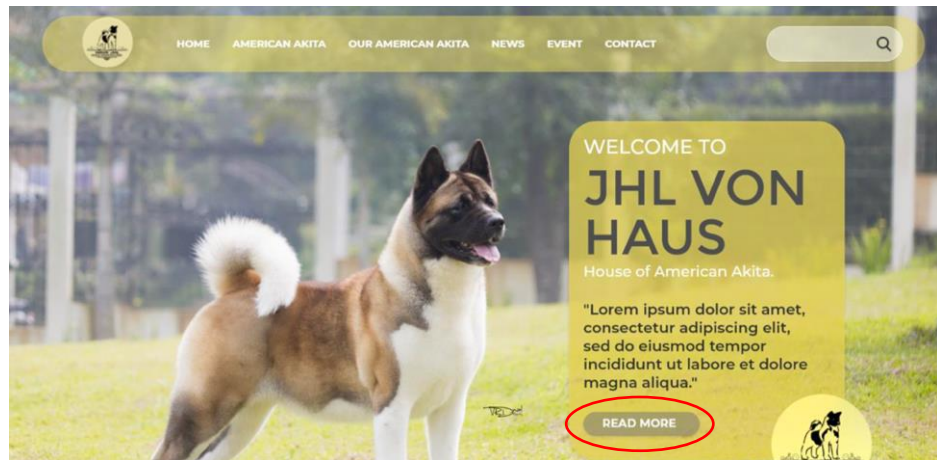 HOME AMERICAN AKITA OUR AMERICAN AKITA NEWS EVENT CONTACT
WELCOME TO
JHL VON
HAUS
House of American Akita.
"Lorem ipsum dolor sit amet,
consectetur adipiscing elit,
sed do eiusmod tempor
incididunt ut labore et dolore
magna aliqua."
READ MORE